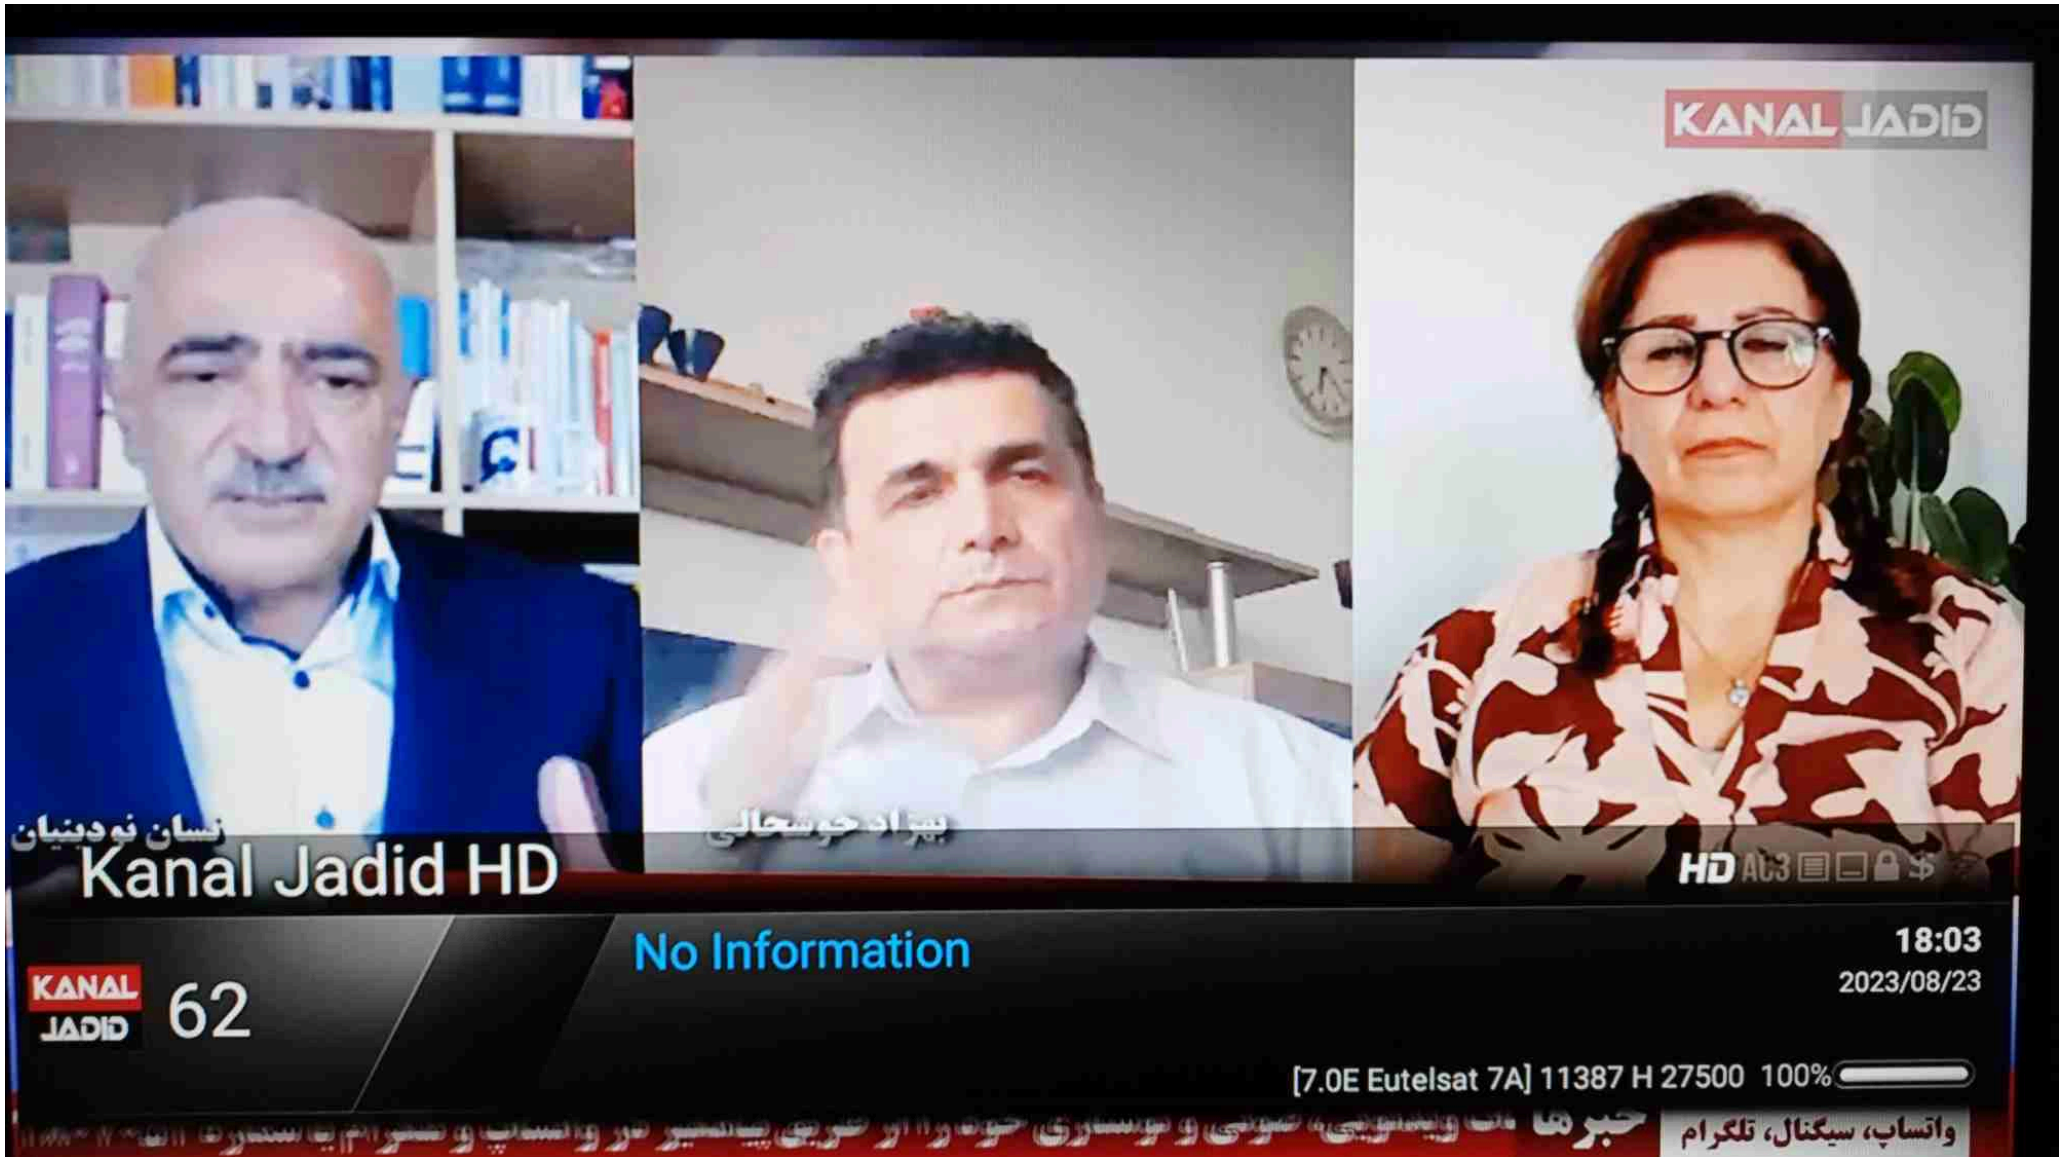 KANAL JADID
نسان نودینیان
بهزاد خوشحالی
Kanal Jadid HD
HD AC3
No Information
18:03
2023/08/23
KANAL
JADID
62
[7.0E Eutelsat 7A] 11387 H 27500 100%
واتساپ، سیگنال، تلگرام
خبرها